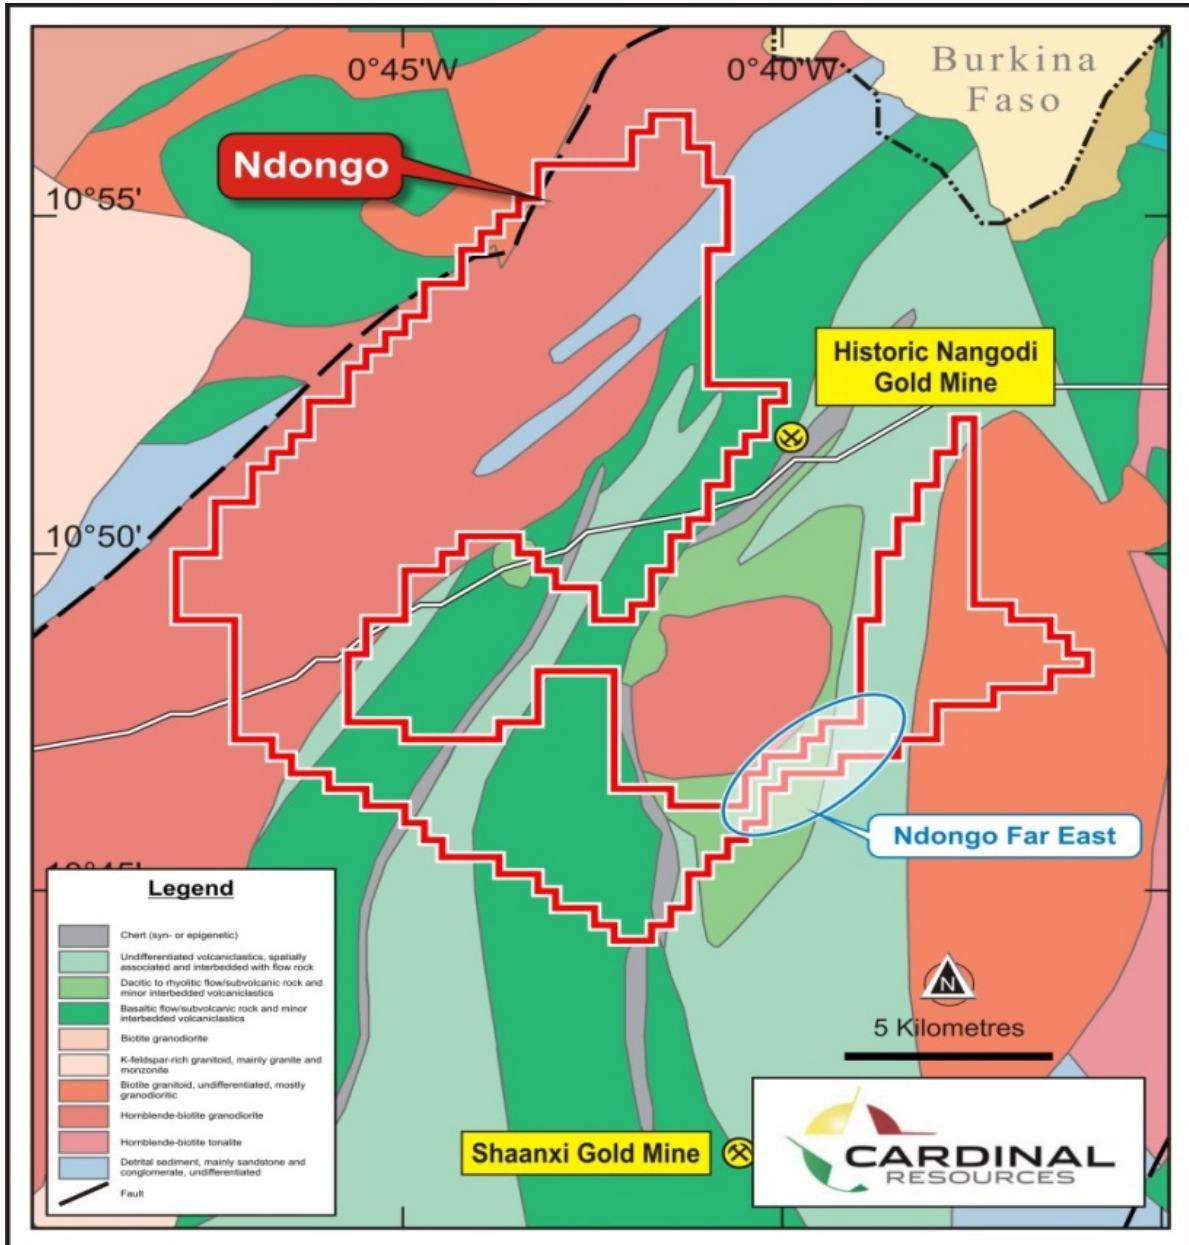 0°45'W
0°40'W
Burkina
Faso
Ndongo
10°55'
Historic Nangodi
Gold Mine
10°50'
Ndongo Far East
10°45'
Legend
Chert (syn- or epigenetic)
Undifferentiated volcaniclastics, spatially
associated and interbedded with flow rock
Dacitic to rhyolitic flow/subvolcanic rock and
minor interbedded volcaniclastics
Basaltic flow/subvolcanic rock and minor
interbedded volcaniclastics
Biotite granodiorite
K-feldspar-rich granitoid, mainly granite and
monzonite
Biotite granitoid, undifferentiated, mostly
granodioritic
Hornblende-biotite granodiorite
Hornblende-biotite tonalite
Detrital sediment, mainly sandstone and
conglomerate, undifferentiated
Fault
N
5 Kilometres
Shaanxi Gold Mine
CARDINAL
RESOURCES